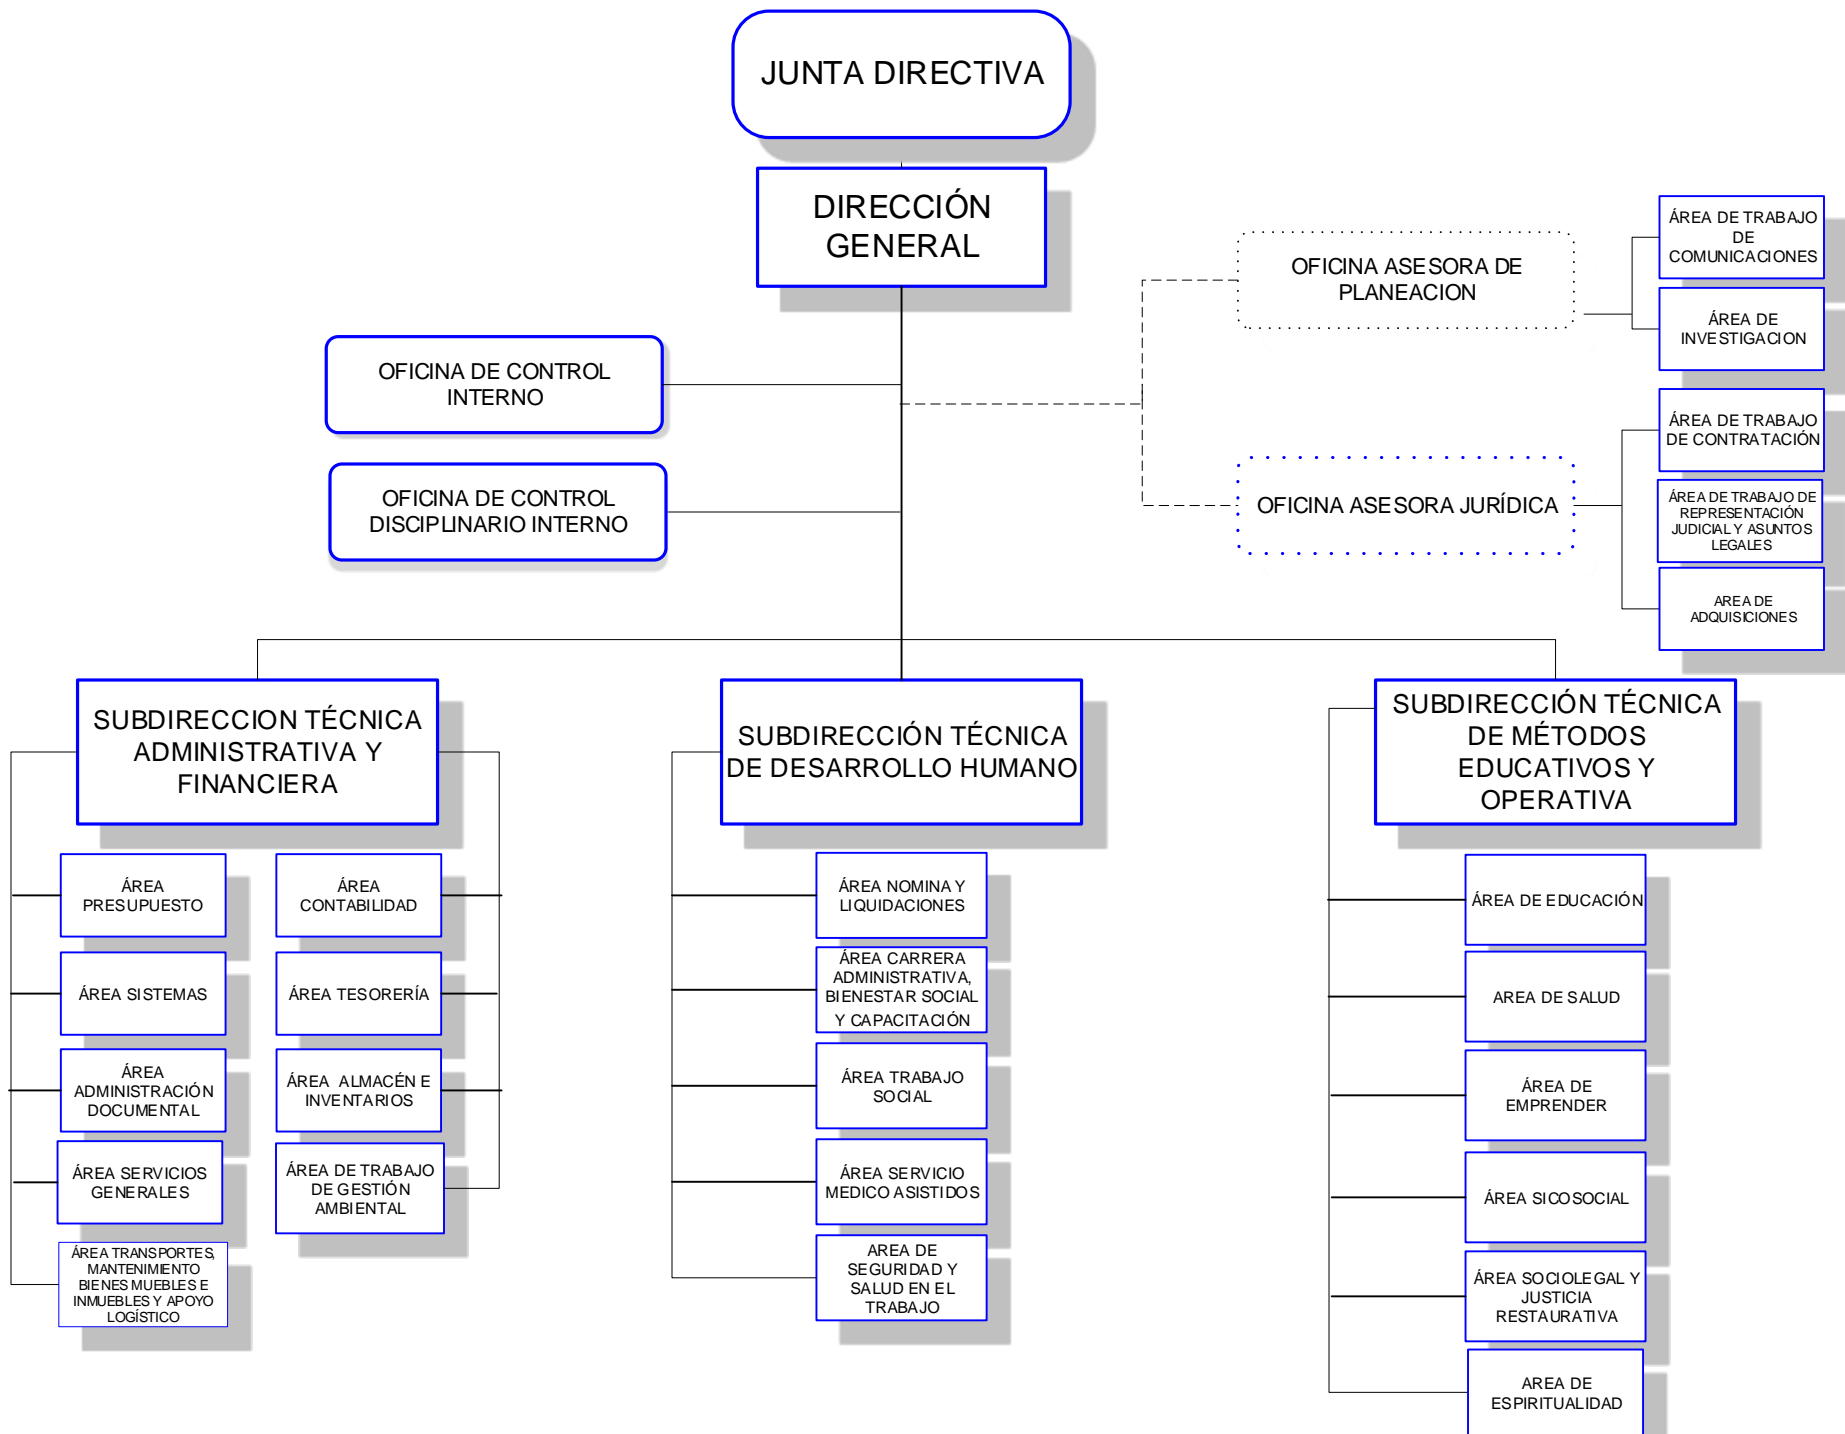 JUNTA DIRECTIVA
DIRECCIÓN
GENERAL
OFICINA ASESORA DE
PLANEACION
ÁREA DE TRABAJO
DE
COMUNICACIONES
ÁREA DE
INVESTIGACION
OFICINA DE CONTROL
INTERNO
OFICINA DE CONTROL
DISCIPLINARIO INTERNO
OFICINA ASESORA JURÍDICA
ÁREA DE TRABAJO
DE CONTRATACIÓN
ÁREA DE TRABAJO DE
REPRESENTACIÓN
JUDICIAL Y ASUNTOS
LEGALES
AREA DE
ADQUISICIONES
SUBDIRECCION TÉCNICA
ADMINISTRATIVA Y
FINANCIERA
ÁREA
PRESUPUESTO
ÁREA
CONTABILIDAD
ÁREA SISTEMAS
ÁREA TESORERÍA
ÁREA
ADMINISTRACIÓN
DOCUMENTAL
ÁREA ALMACÉN E
INVENTARIOS
ÁREA SERVICIOS
GENERALES
ÁREA DE TRABAJO
DE GESTIÓN
AMBIENTAL
ÁREA TRANSPORTES,
MANTENIMIENTO
BIENES MUEBLES E
INMUEBLES Y APOYO
LOGÍSTICO
SUBDIRECCIÓN TÉCNICA
DE DESARROLLO HUMANO
ÁREA NOMINA Y
LIQUIDACIONES
ÁREA CARRERA
ADMINISTRATIVA,
BIENESTAR SOCIAL
Y CAPACITACIÓN
ÁREA TRABAJO
SOCIAL
ÁREA SERVICIO
MEDICO ASISTIDOS
AREA DE
SEGURIDAD Y
SALUD EN EL
TRABAJO
SUBDIRECCIÓN TÉCNICA
DE MÉTODOS
EDUCATIVOS Y
OPERATIVA
ÁREA DE EDUCACIÓN
AREA DE SALUD
ÁREA DE
EMPRENDER
ÁREA SICOSOCIAL
ÁREA SOCIOLEGAL Y
JUSTICIA
RESTAURATIVA
AREA DE
ESPIRITUALIDAD